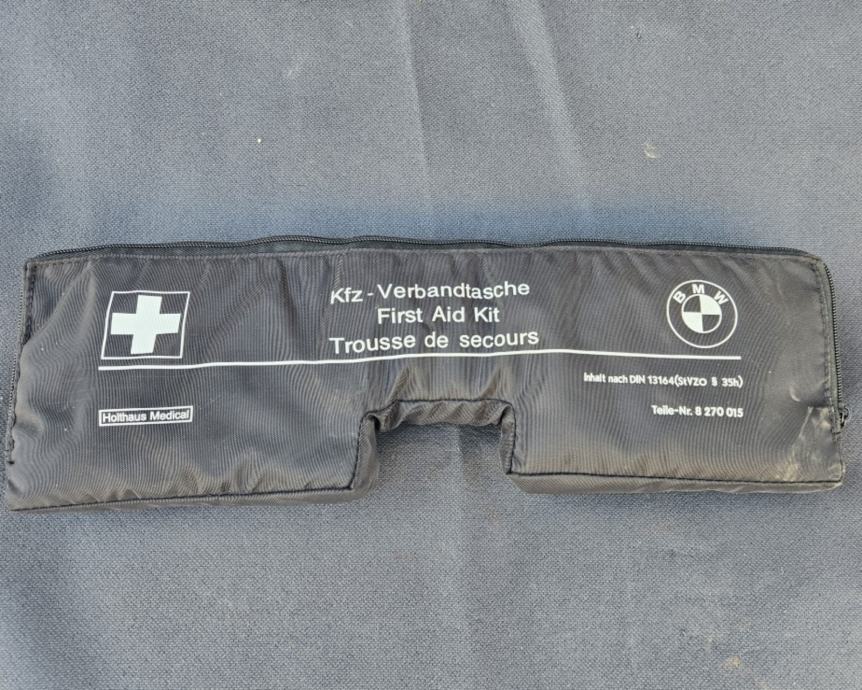 Kfz - Verbandtasche
First Aid Kit
Trousse de secours
BMW
Inhalt nach DIN 13164(StVZO § 35h)
Holthaus Medical
Teile-Nr. 8 270 015